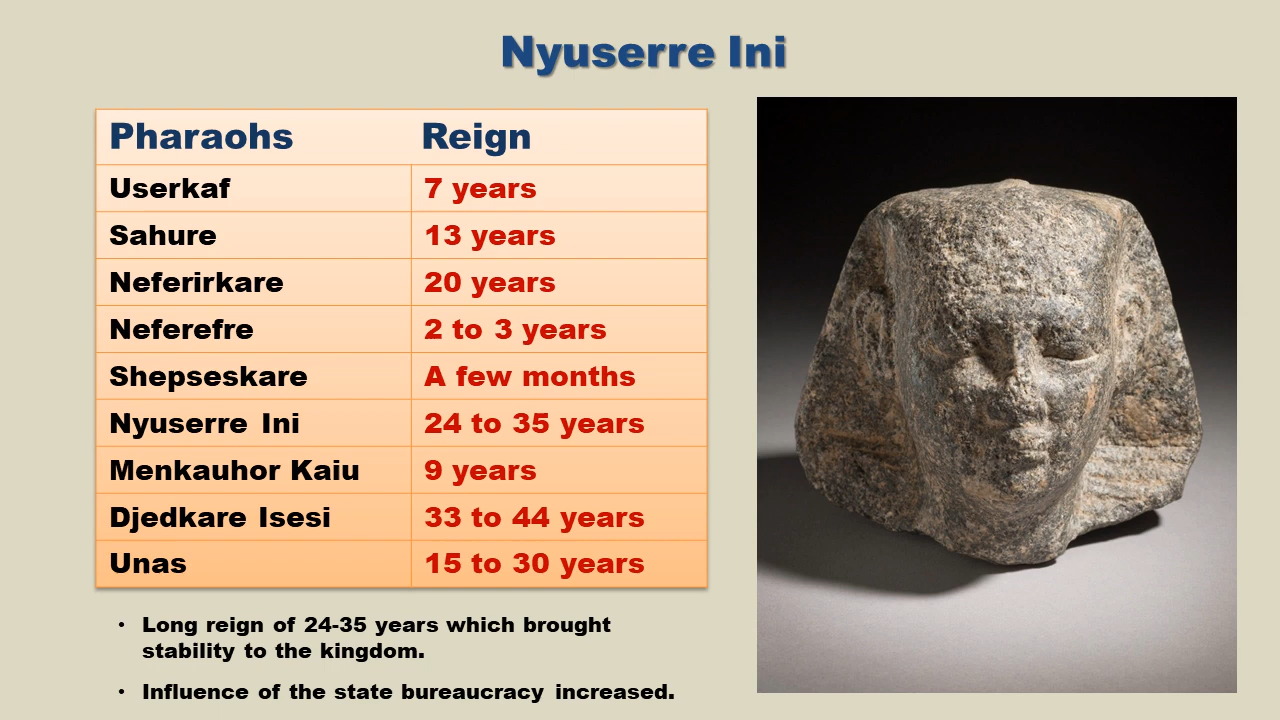 Nyuserre Ini
Pharaohs Reign
Userkaf 7 years
Sahure 13 years
Neferirkare 20 years
Neferefre 2 to 3 years
Shepseskare A few months
Nyuserre Ini 24 to 35 years
Menkauhor Kaiu 9 years
Djedkare Isesi 33 to 44 years
Unas 15 to 30 years
• Long reign of 24-35 years which brought
stability to the kingdom.
• Influence of the state bureaucracy increased.